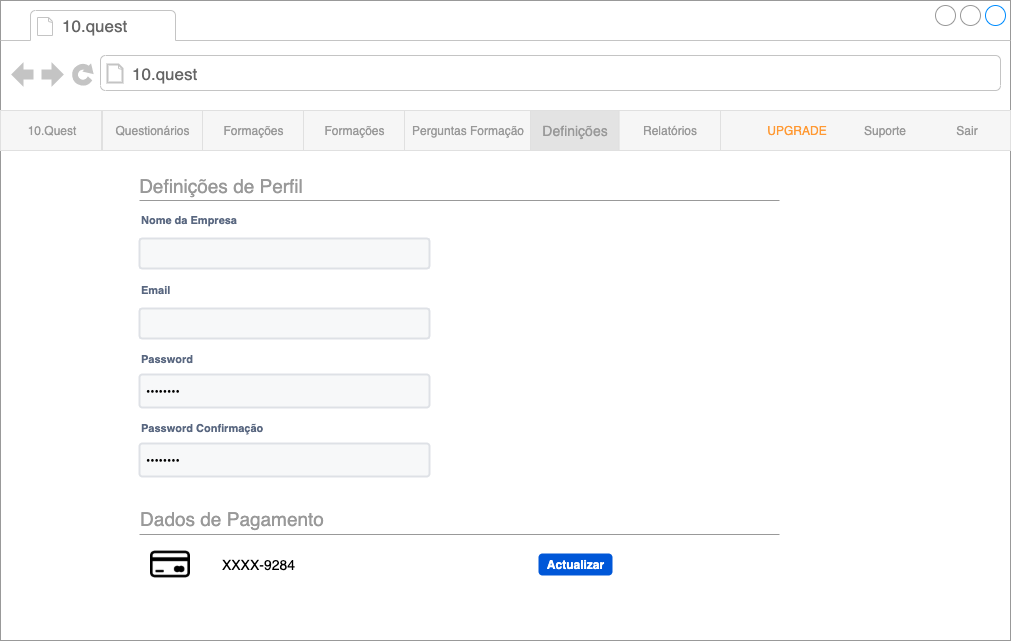 10.quest
10.quest
10.Quest Questionários Formações Formações Perguntas Formação Definições Relatórios UPGRADE Suporte Sair
Definições de Perfil
Nome da Empresa
Email
Password
••••••••
Password Confirmação
••••••••
Dados de Pagamento
XXXX-9284 Actualizar